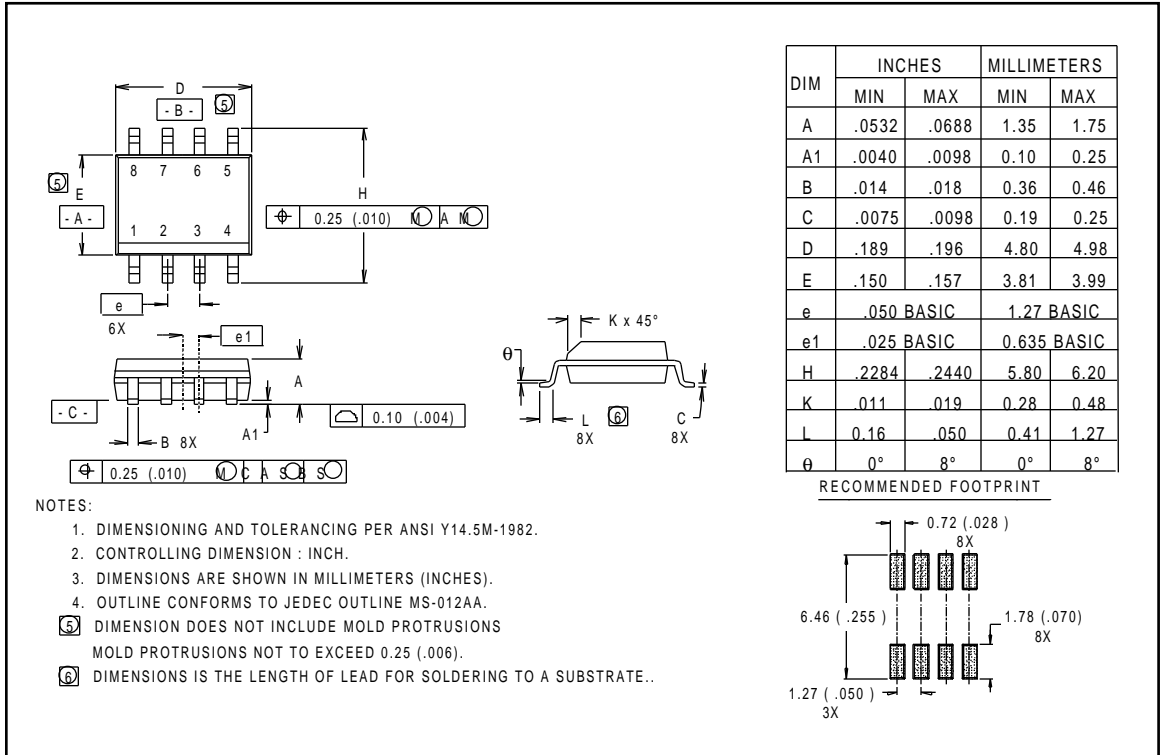 D
- B -
5
8 7 6 5
5
E
- A -
H
0.25 (.010) M A M
1 2 3 4
e
6X
e1
K x 45°
θ
A
- C -
A1
0.10 (.004)
B 8X
L
8X
6
C
8X
0.25 (.010) M C A S B S
NOTES:
1. DIMENSIONING AND TOLERANCING PER ANSI Y14.5M-1982.
2. CONTROLLING DIMENSION : INCH.
3. DIMENSIONS ARE SHOWN IN MILLIMETERS (INCHES).
4. OUTLINE CONFORMS TO JEDEC OUTLINE MS-012AA.
5 DIMENSION DOES NOT INCLUDE MOLD PROTRUSIONS
MOLD PROTRUSIONS NOT TO EXCEED 0.25 (.006).
6 DIMENSIONS IS THE LENGTH OF LEAD FOR SOLDERING TO A SUBSTRATE..
DIM INCHES MILLIMETERS
MIN MAX MIN MAX
A .0532 .0688 1.35 1.75
A1 .0040 .0098 0.10 0.25
B .014 .018 0.36 0.46
C .0075 .0098 0.19 0.25
D .189 .196 4.80 4.98
E .150 .157 3.81 3.99
e .050 BASIC 1.27 BASIC
e1 .025 BASIC 0.635 BASIC
H .2284 .2440 5.80 6.20
K .011 .019 0.28 0.48
L 0.16 .050 0.41 1.27
θ 0° 8° 0° 8°
RECOMMENDED FOOTPRINT
0.72 (.028 )
8X
6.46 ( .255 )
1.78 (.070)
8X
1.27 ( .050 )
3X